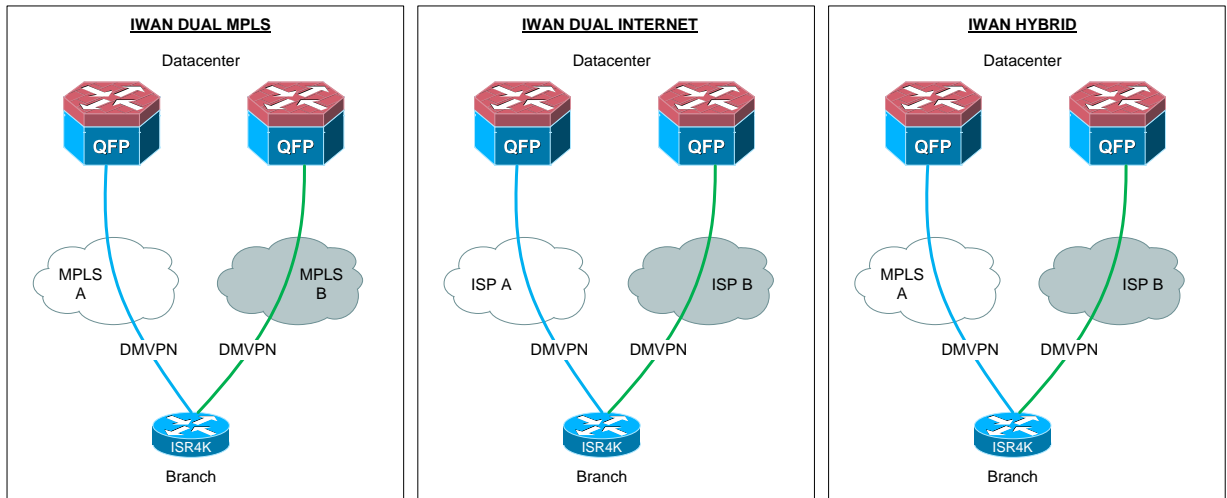 IWAN DUAL MPLS
Datacenter
QFP
QFP
MPLS
A
MPLS
B
DMVPN
DMVPN
ISR4K
Branch
IWAN DUAL INTERNET
Datacenter
QFP
QFP
ISP A
ISP B
DMVPN
DMVPN
ISR4K
Branch
IWAN HYBRID
Datacenter
QFP
QFP
MPLS
A
ISP B
DMVPN
DMVPN
ISR4K
Branch